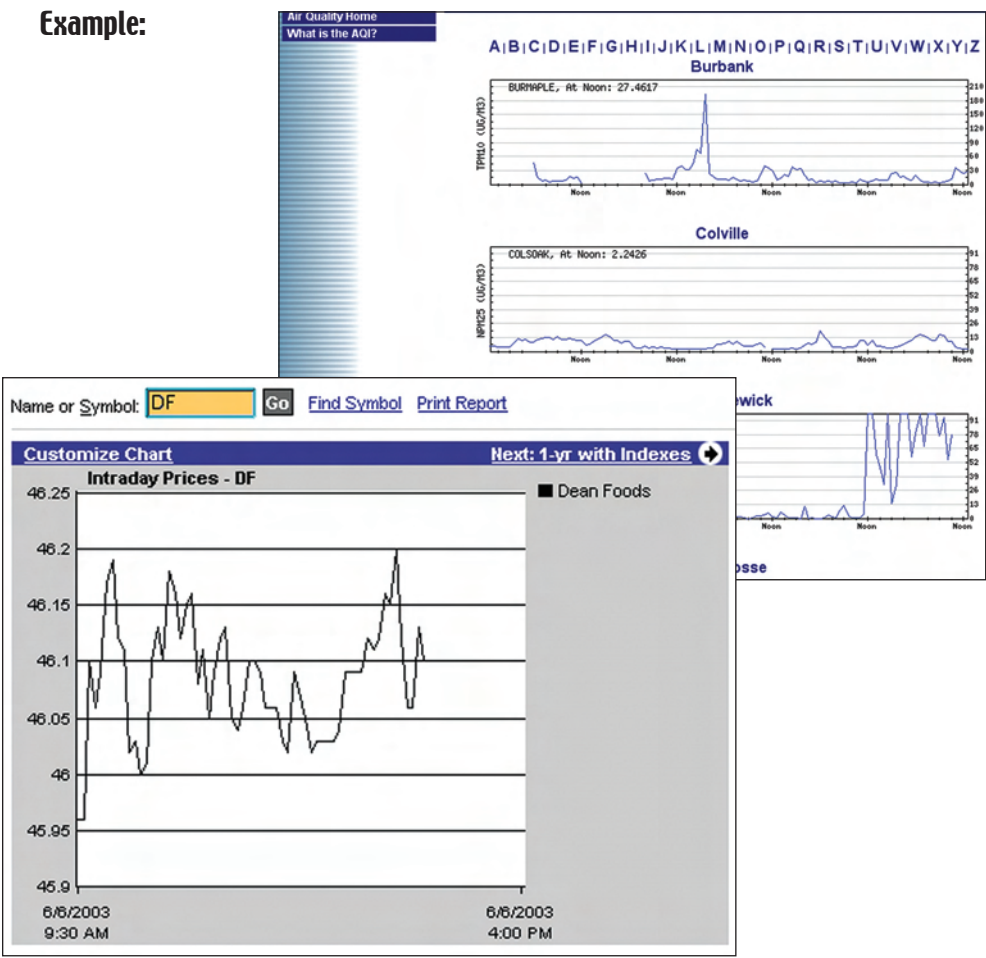 Example:
Air Quality Home
What is the AQI?
A|B|C|D|E|F|G|H|I|J|K|L|M|N|O|P|Q|R|S|T|U|V|W|X|Y|Z
Burbank
BURMAPLE, At Noon: 27.4617
TPM10 (UG/M3)
210
180
150
120
90
60
30
0
Noon Noon Noon Noon Noon
Colville
COLSOAK, At Noon: 2.2426
NPM25 (UG/M3)
91
78
65
52
39
26
13
0
Noon Noon Noon Noon Noon
wick
91
78
65
52
39
26
13
0
Noon Noon Noon
osse
Name or Symbol: DF Go Find Symbol Print Report
Customize Chart Next: 1-yr with Indexes
Intraday Prices - DF
Dean Foods
46.25
46.2
46.15
46.1
46.05
46
45.95
45.9
6/6/2003 6/6/2003
9:30 AM 4:00 PM